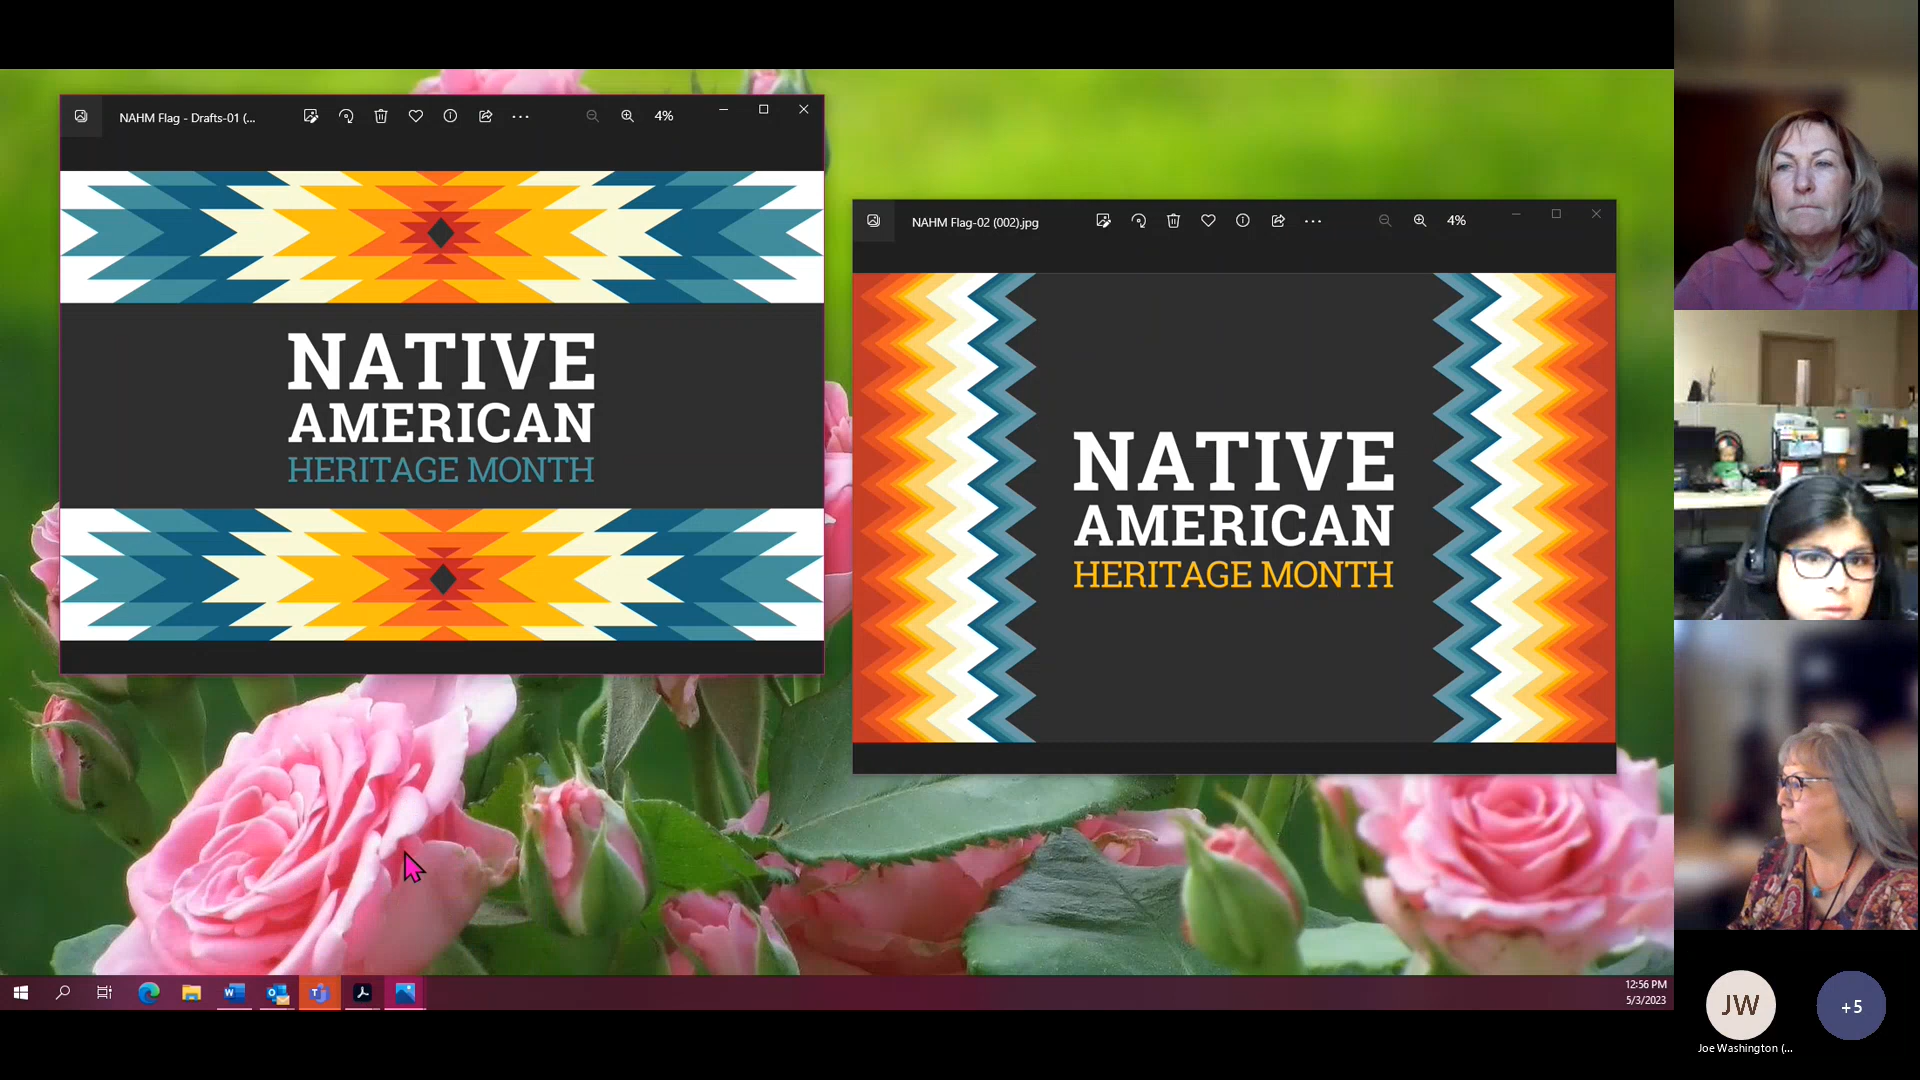 NAHM Flag - Drafts-01 (...
4%
NATIVE
AMERICAN
HERITAGE MONTH
NAHM Flag-02 (002).jpg
4%
NATIVE
AMERICAN
HERITAGE MONTH
12:56 PM
5/3/2023
JW
+5
Joe Washington (...